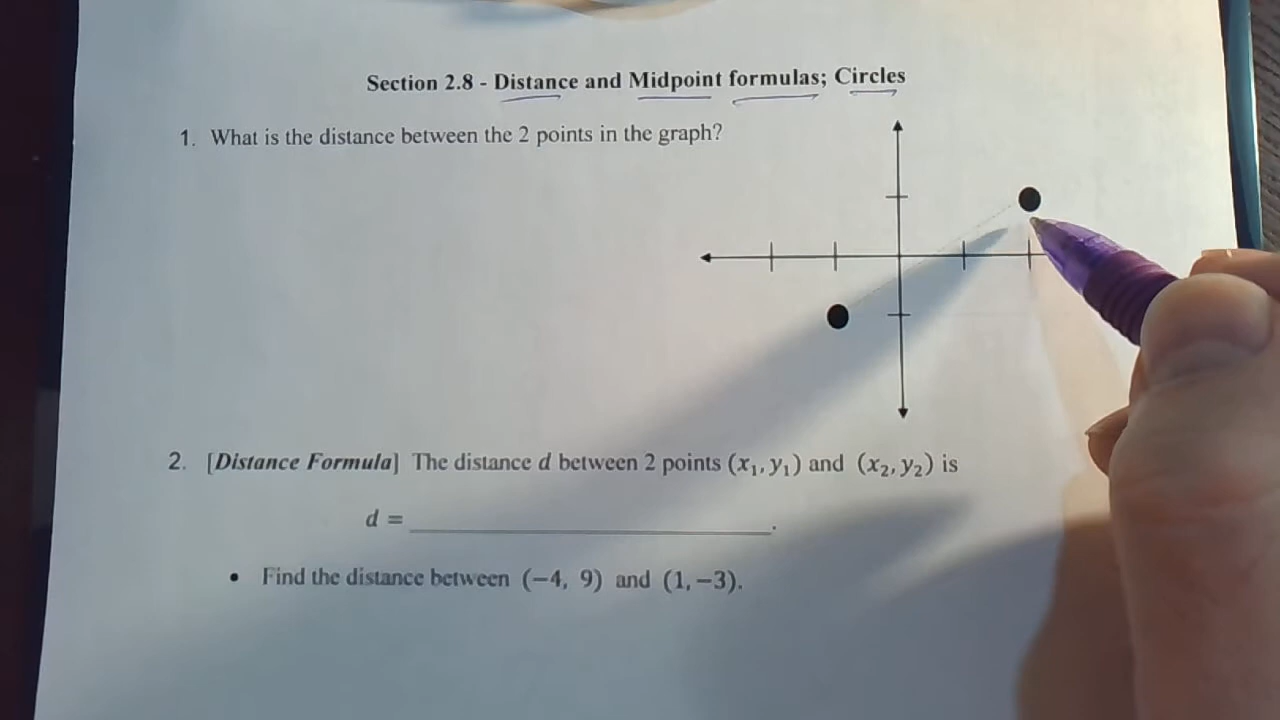 Section 2.8 - Distance and Midpoint formulas; Circles
1. What is the distance between the 2 points in the graph?
2. [Distance Formula] The distance d between 2 points (x₁, y₁) and (x₂, y₂) is
d = ______________________________.
• Find the distance between (−4, 9) and (1, −3).